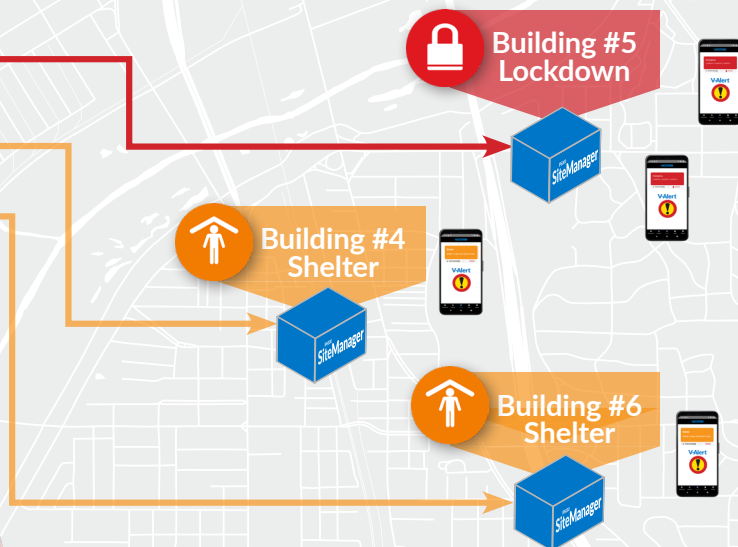 Building #5
Lockdown
V-Alert
SiteManager
V-Alert
Building #4
Shelter
V-Alert
SiteManager
Building #6
Shelter
V-Alert
SiteManager